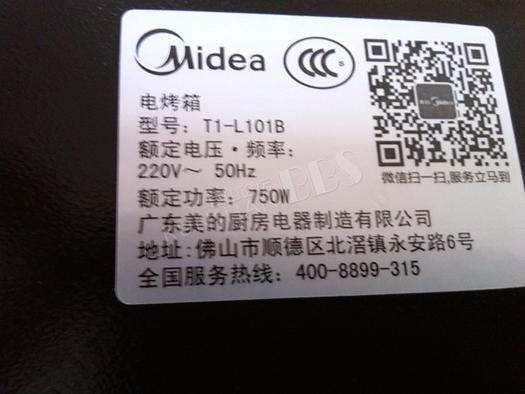 Midea
CCC S
电烤箱
型号：T1-L101B
额定电压·频率：
220V～ 50Hz
额定功率：750W
广东美的厨房电器制造有限公司
地址：佛山市顺德区北滘镇永安路6号
全国服务热线：400-8899-315
微信扫一扫,服务立马到